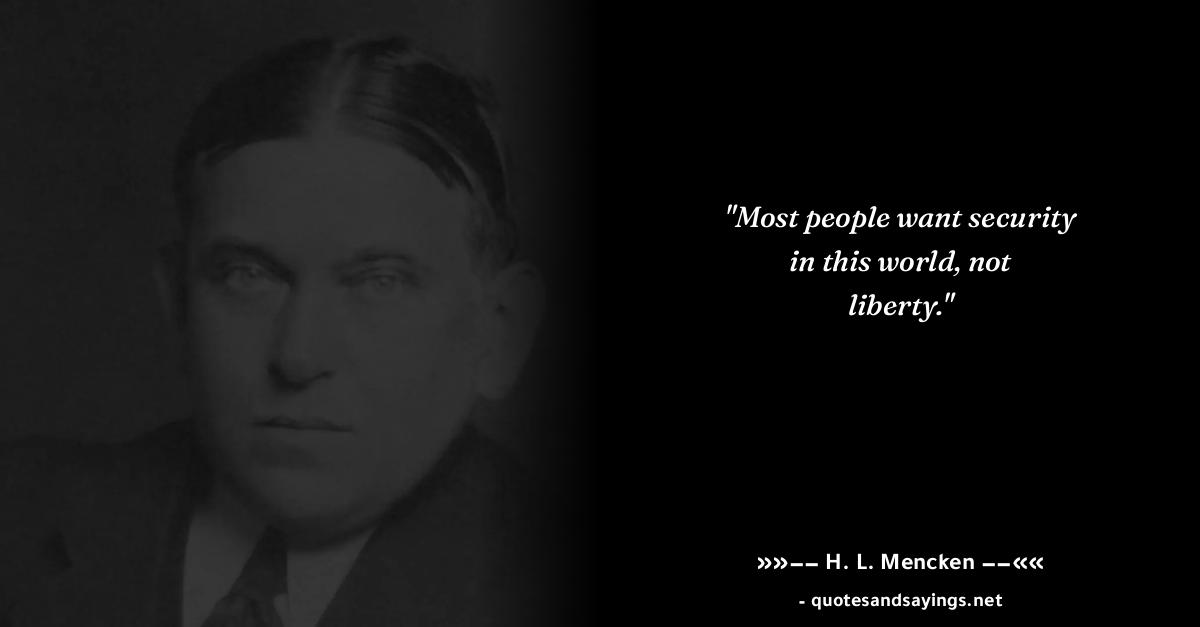 "Most people want security
in this world, not
liberty."
»»−− H. L. Mencken −−««
- quotesandsayings.net